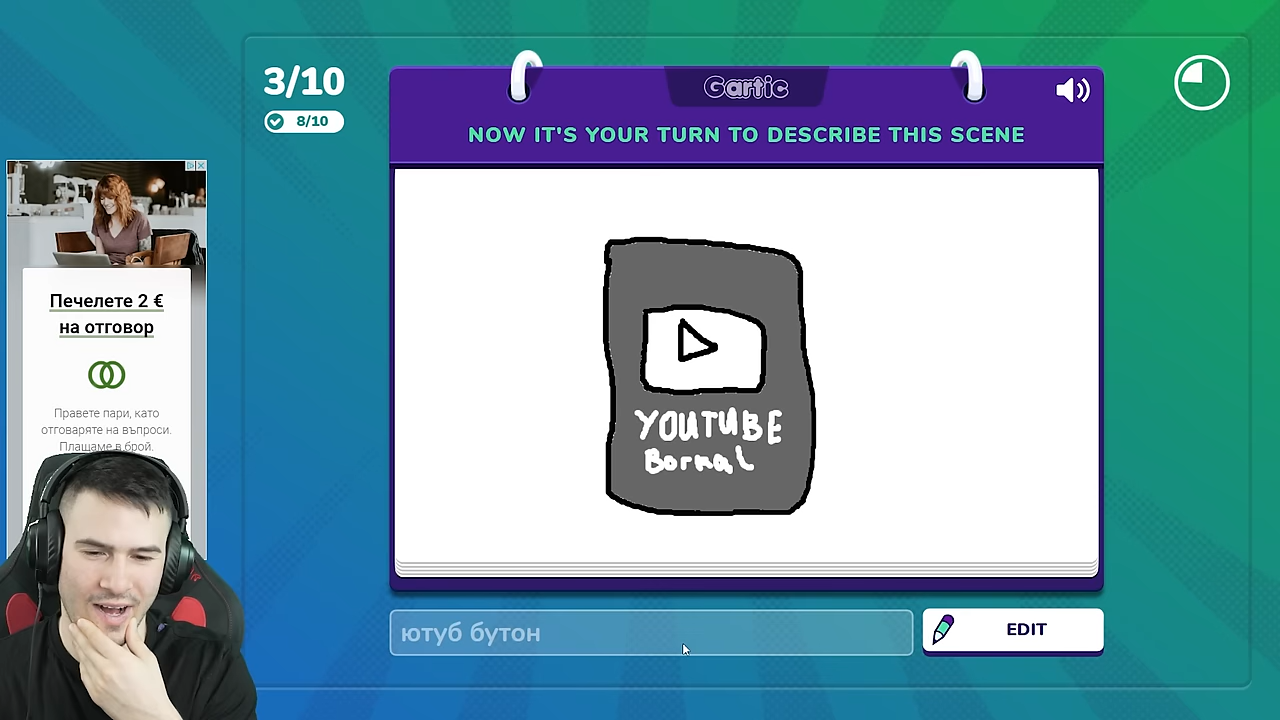 3/10
8/10
Gartic
NOW IT'S YOUR TURN TO DESCRIBE THIS SCENE
Печелете 2 €
на отговор
Правете пари, като
отговаряте на въпроси.
Плащаме в брой.
YOUTUBE
Bornal
ютуб бутон
EDIT